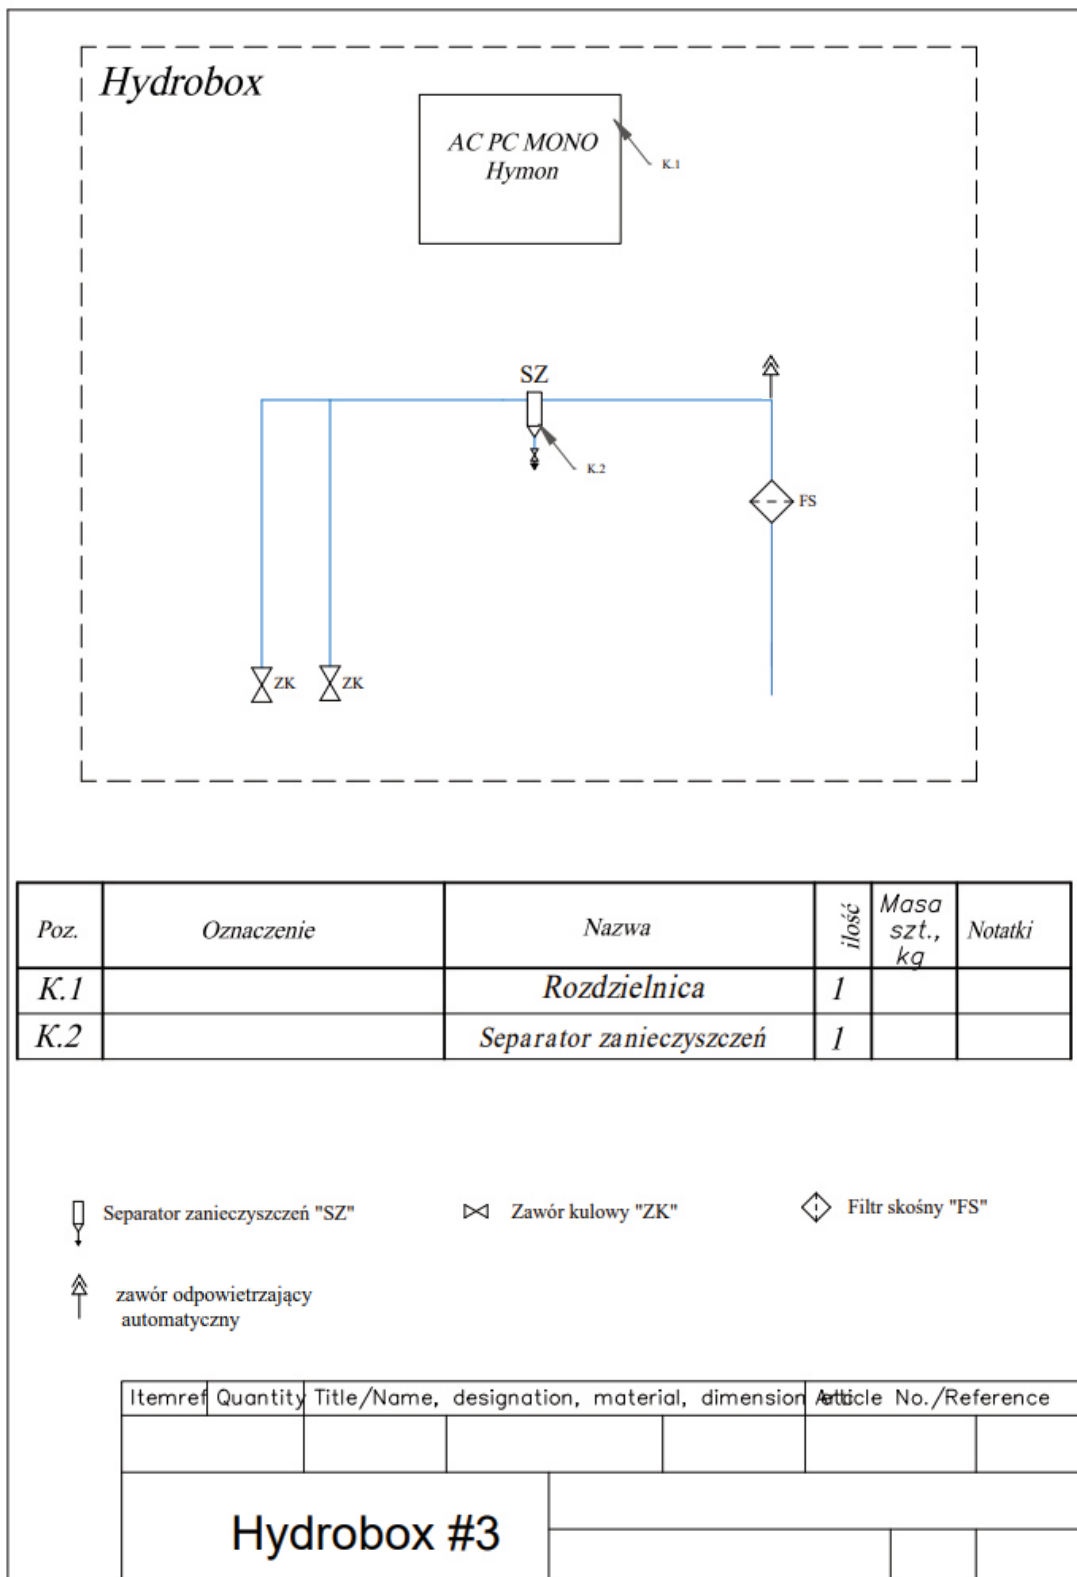 Hydrobox
AC PC MONO
Hymon
K.1
SZ
K.2
FS
ZK
ZK
Poz. Oznaczenie Nazwa ilość Masa szt., kg Notatki
K.1 Rozdzielnica 1
K.2 Separator zanieczyszczeń 1
Separator zanieczyszczeń "SZ"
Zawór kulowy "ZK"
Filtr skośny "FS"
zawór odpowietrzający
automatyczny
Itemref Quantity Title/Name, designation, material, dimension etc Article No./Reference
Hydrobox #3